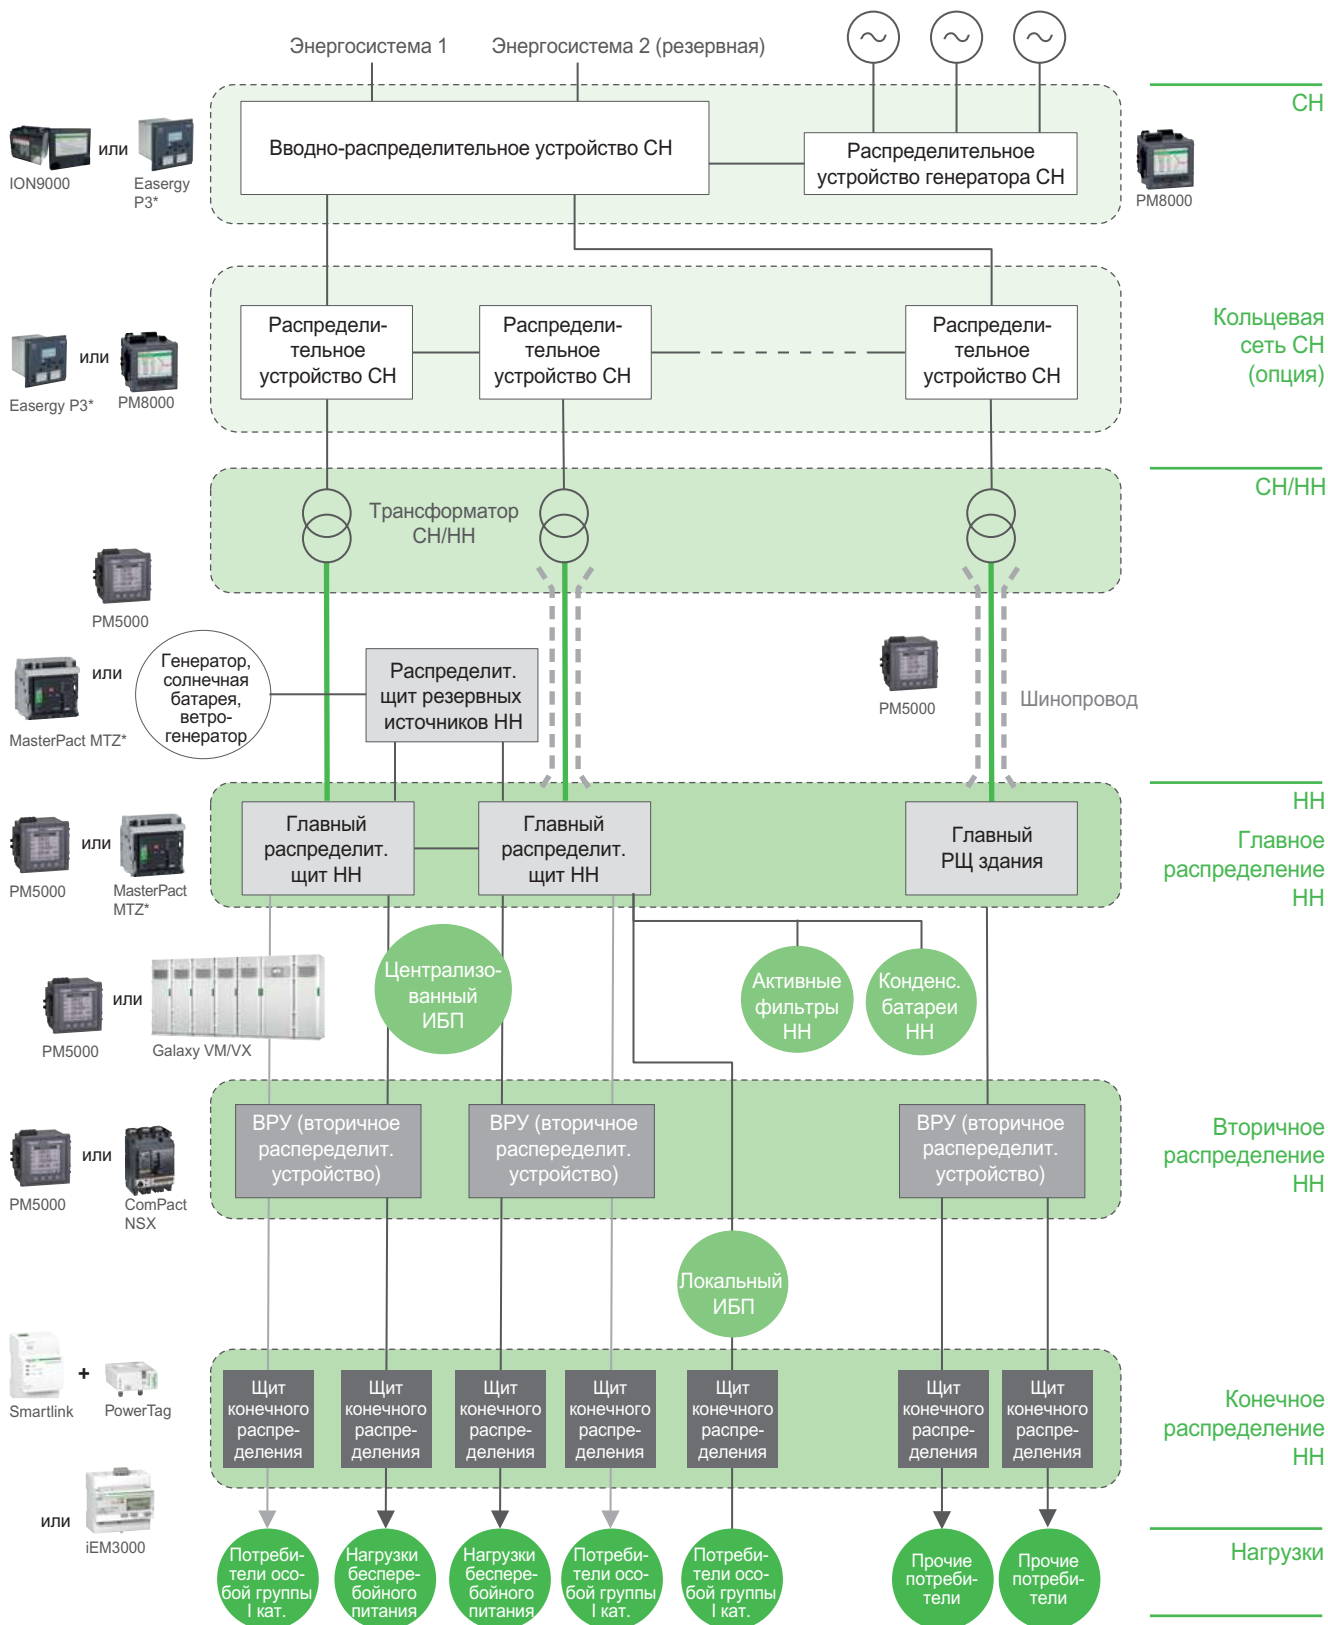 Энергосистема 1
Энергосистема 2 (резервная)
СН
Вводно-распределительное устройство СН
Распределительное
устройство генератора СН
или
ION9000
Easergy
P3*
PM8000
Распредели-
тельное
устройство СН
Распредели-
тельное
устройство СН
Распредели-
тельное
устройство СН
Кольцевая
сеть СН
(опция)
или
Easergy P3*
PM8000
СН/НН
Трансформатор
СН/НН
PM5000
или
MasterPact MTZ*
Генератор,
солнечная
батарея,
ветро-
генератор
Распределит.
щит резервных
источников НН
PM5000
Шинопровод
НН
Главное
распределение
НН
Главный
распределит.
щит НН
Главный
распределит.
щит НН
Главный
РЩ здания
или
PM5000
MasterPact
MTZ*
Централизо-
ванный
ИБП
Активные
фильтры
НН
Конденс.
батареи
НН
или
PM5000
Galaxy VM/VX
ВРУ (вторичное
распеределит.
устройство)
ВРУ (вторичное
распеределит.
устройство)
ВРУ (вторичное
распеределит.
устройство)
Вторичное
распределение
НН
или
PM5000
ComPact
NSX
Локальный
ИБП
+
Smartlink
PowerTag
Щит
конечного
распре-
деления
Щит
конечного
распре-
деления
Щит
конечного
распре-
деления
Щит
конечного
распре-
деления
Щит
конечного
распре-
деления
Щит
конечного
распре-
деления
Щит
конечного
распре-
деления
Конечное
распределение
НН
или
iEM3000
Потреби-
тели осо-
бой группы
I кат.
Нагрузки
бесперe-
бойного
питания
Нагрузки
беспере-
бойного
питания
Потреби-
тели осо-
бой группы
I кат.
Потреби-
тели осо-
бой группы
I кат.
Прочие
потреби-
тели
Прочие
потреби-
тели
Нагрузки